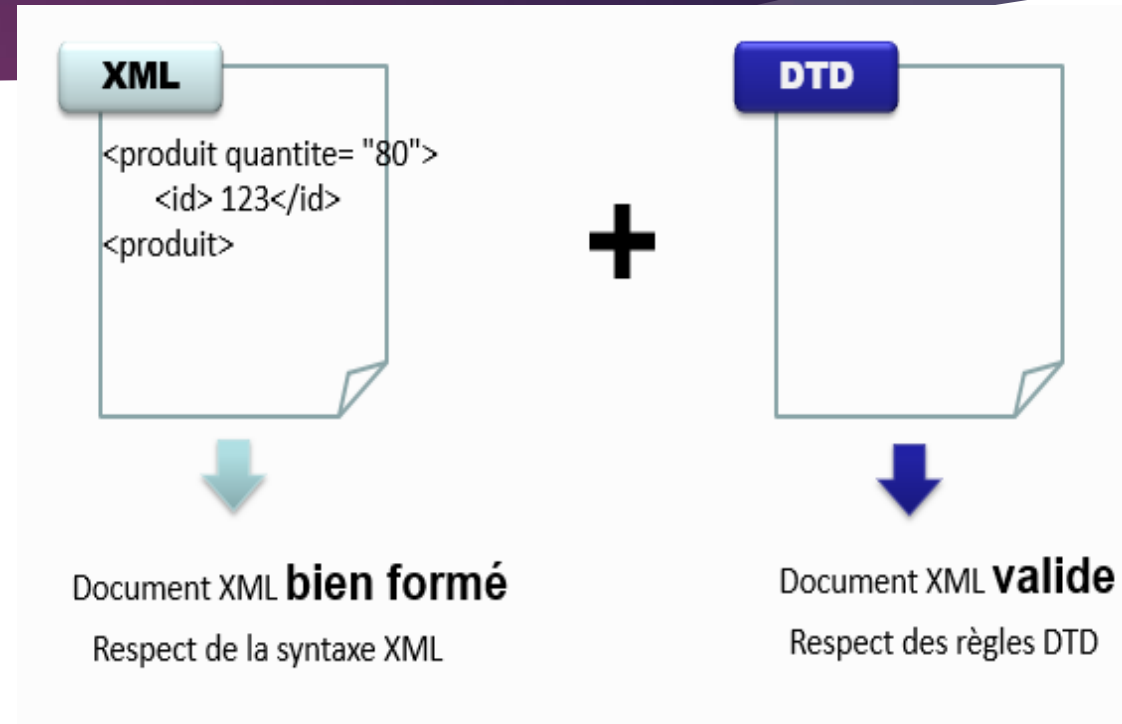 XML
<produit quantite= "80">
<id> 123</id>
<produit>
+
DTD
Document XML bien formé
Respect de la syntaxe XML
Document XML valide
Respect des règles DTD